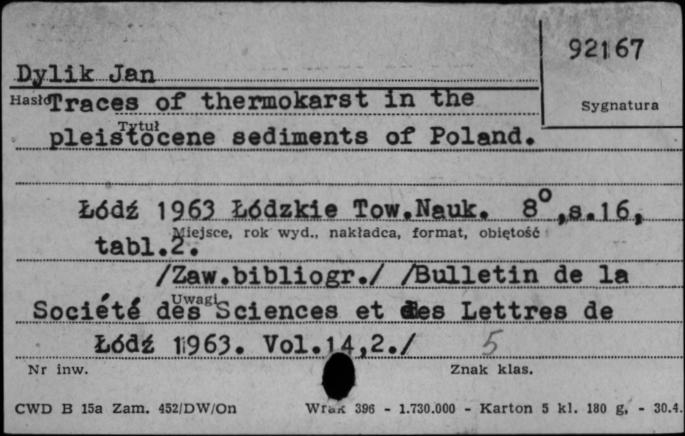 92167
Dylik Jan
Hasło Traces of thermokarst in the
Sygnatura
Tytuł
pleistocene sediments of Poland.
Łódź 1963 Łódzkie Tow.Nauk. 8°,s.16,
Miejsce, rok wyd., nakładca, format, objętość
tabl.2.
/Zaw.bibliogr./ /Bulletin de la
Uwagi
Société des Sciences et des Lettres de
Łódź 1963. Vol.14,2./ 5
Nr inw. Znak klas.
CWD B 15a Zam. 452/DW/On Wrak 396 - 1.730.000 - Karton 5 kl. 180 g, - 30.4.